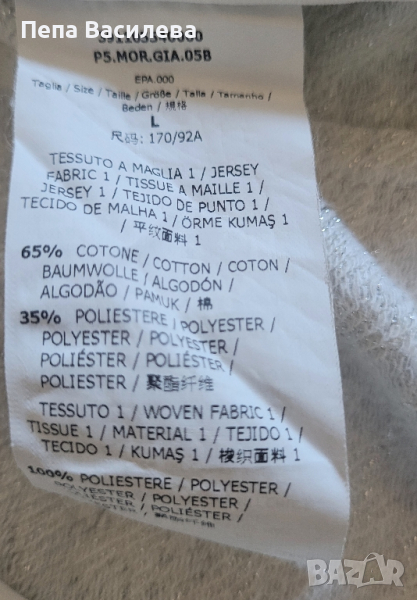 Пепа Василева
P5.MOR.GIA.05B
EPA.000
Taglia / Size / Taille / Größe / Talla / Tamanho /
Beden / 规格
L
尺码: 170/92A
TESSUTO A MAGLIA 1 / JERSEY
FABRIC 1 / TISSUE A MAILLE 1 /
JERSEY 1 / TEJIDO DE PUNTO 1 /
TECIDO DE MALHA 1 / ÖRME KUMAŞ 1
/ 平纹面料 1
65% COTONE / COTTON / COTON /
BAUMWOLLE / ALGODÓN /
ALGODÃO / PAMUK / 棉
35% POLIESTERE / POLYESTER /
POLYESTER / POLYESTER /
POLIÉSTER / POLIÉSTER /
POLIESTER / 聚酯纤维
TESSUTO 1 / WOVEN FABRIC 1 /
TISSUE 1 / MATERIAL 1 / TEJIDO 1 /
TECIDO 1 / KUMAŞ 1 / 梭织面料 1
100% POLIESTERE / POLYESTER /
POLYESTER / POLYESTER /
POLIÉSTER /
BAZAR
bg